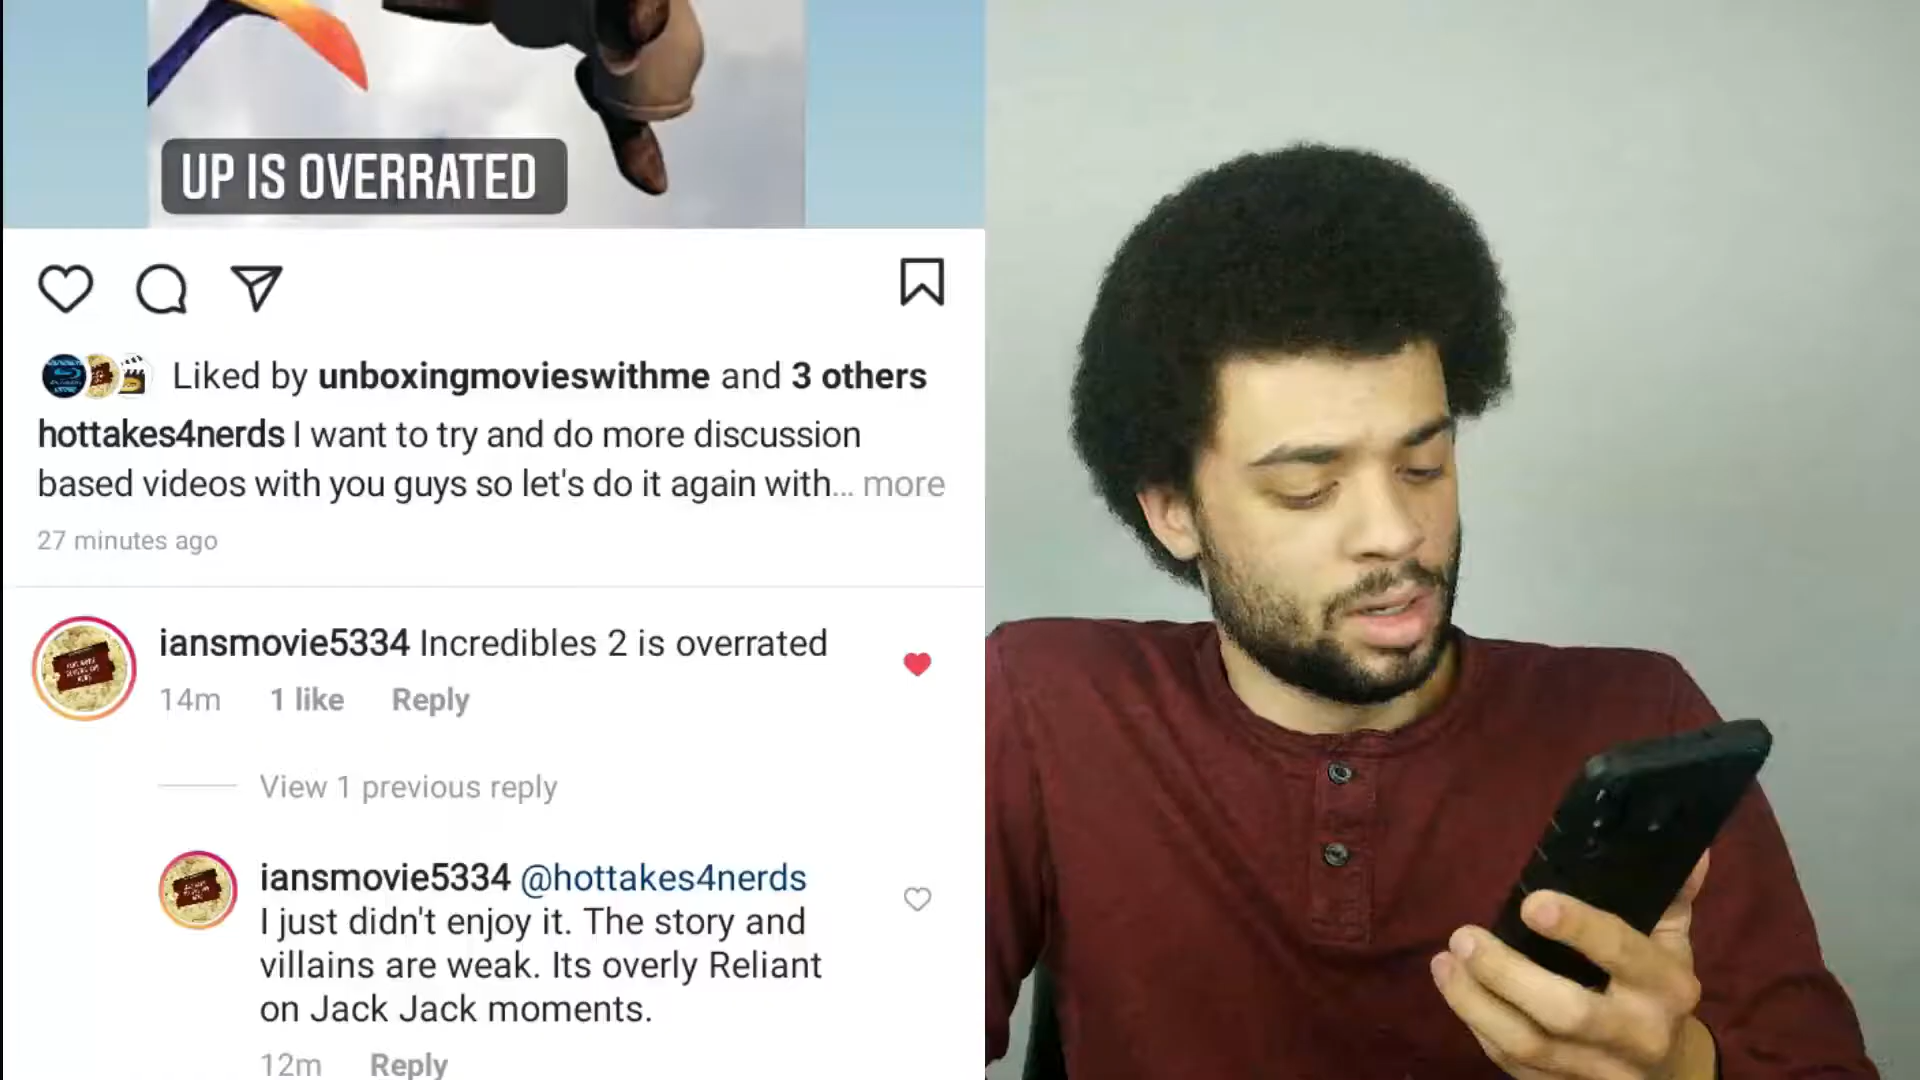 UP IS OVERRATED
Liked by unboxingmovieswithme and 3 others
hottakes4nerds I want to try and do more discussion
based videos with you guys so let's do it again with... more
27 minutes ago
iansmovie5334 Incredibles 2 is overrated
14m 1 like Reply
View 1 previous reply
iansmovie5334 @hottakes4nerds
I just didn't enjoy it. The story and
villains are weak. Its overly Reliant
on Jack Jack moments.
12m Reply